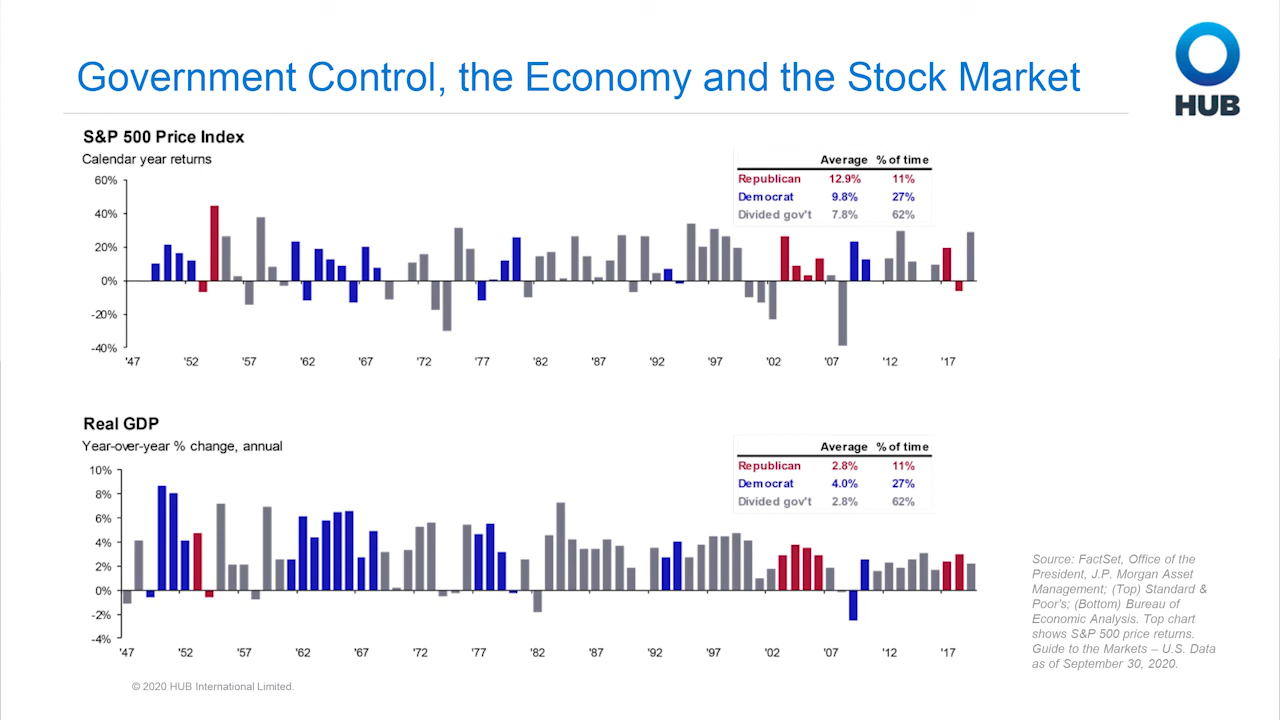 Government Control, the Economy and the Stock Market
HUB
S&P 500 Price Index
Calendar year returns
Average % of time
Republican 12.9% 11%
Democrat 9.8% 27%
Divided gov't 7.8% 62%
60%
40%
20%
0%
-20%
-40%
'47 '52 '57 '62 '67 '72 '77 '82 '87 '92 '97 '02 '07 '12 '17
Real GDP
Year-over-year % change, annual
Average % of time
Republican 2.8% 11%
Democrat 4.0% 27%
Divided gov't 2.8% 62%
10%
8%
6%
4%
2%
0%
-2%
-4%
'47 '52 '57 '62 '67 '72 '77 '82 '87 '92 '97 '02 '07 '12 '17
Source: FactSet, Office of the
President, J.P. Morgan Asset
Management; (Top) Standard &
Poor's; (Bottom) Bureau of
Economic Analysis. Top chart
shows S&P 500 price returns.
Guide to the Markets – U.S. Data
as of September 30, 2020.
© 2020 HUB International Limited.